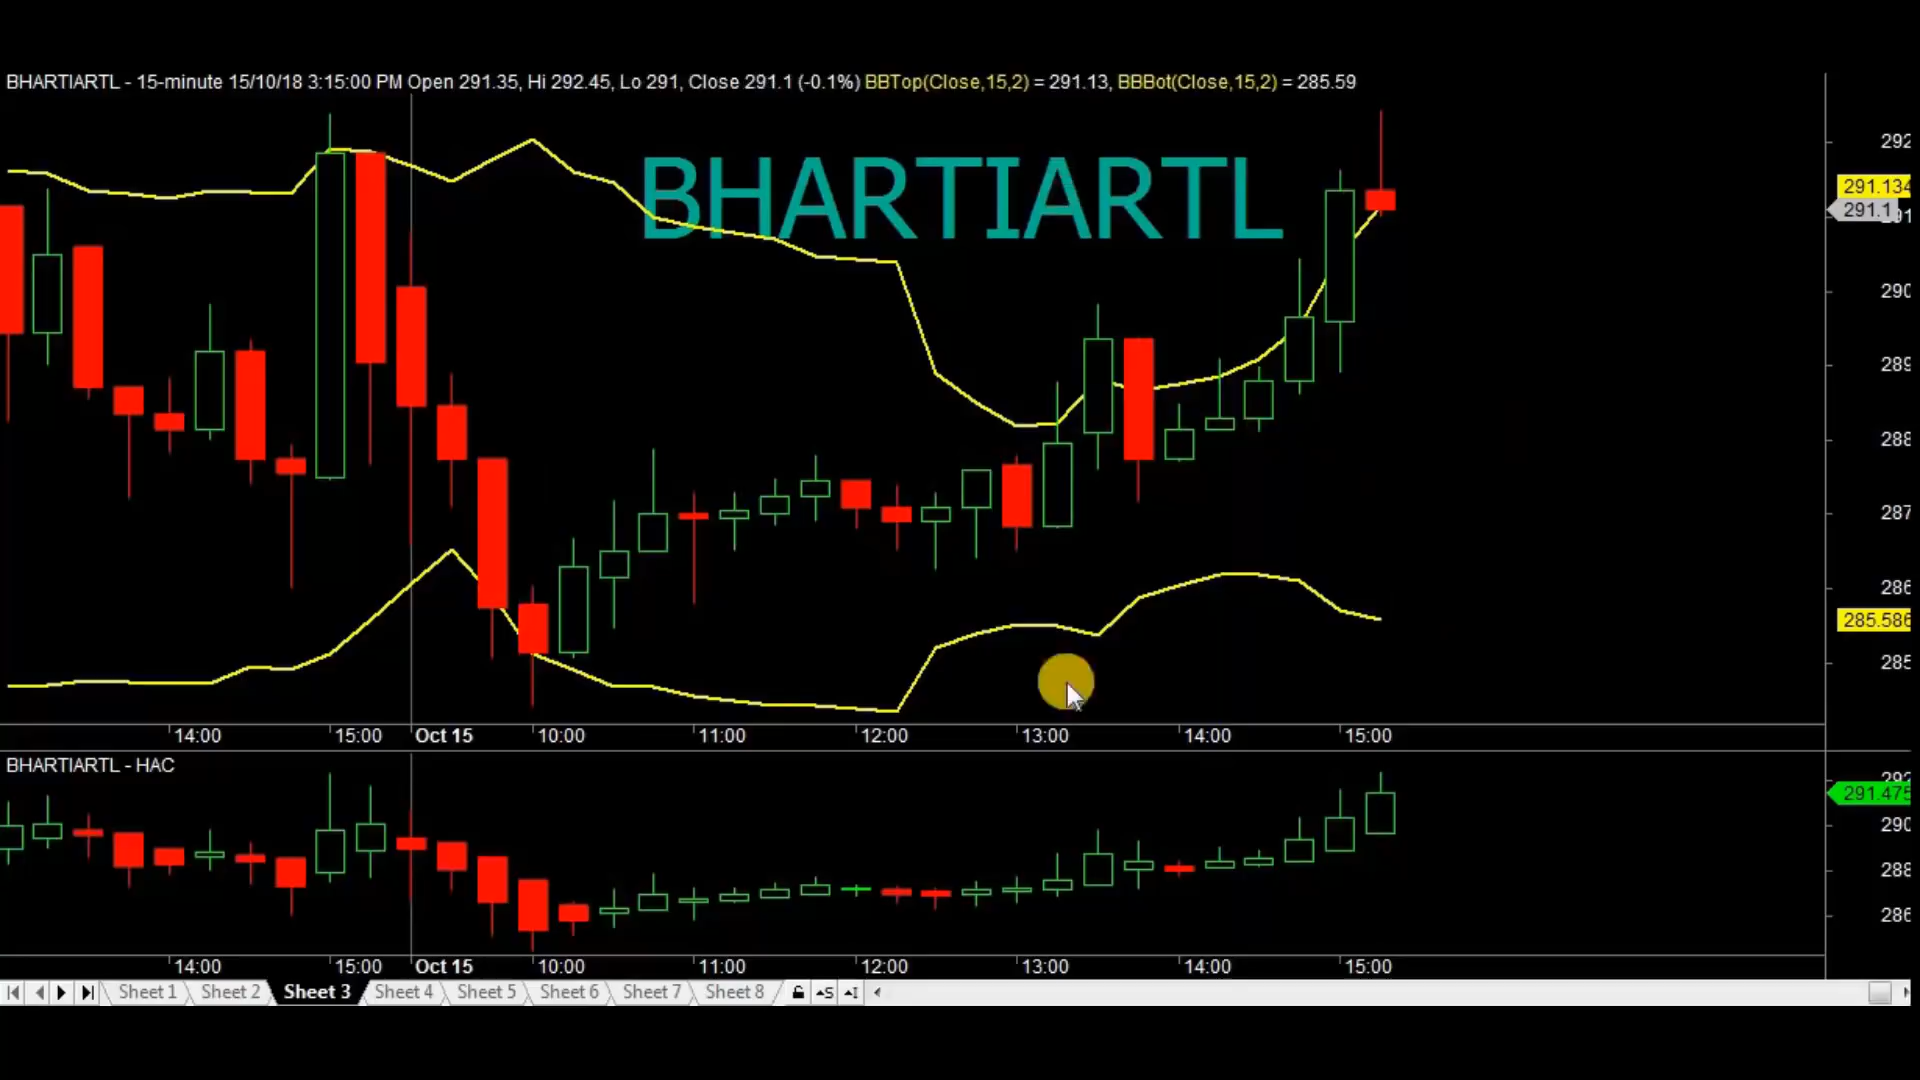 BHARTIARTL - 15-minute 15/10/18 3:15:00 PM Open 291.35, Hi 292.45, Lo 291, Close 291.1 (-0.1%) BBTop(Close,15,2) = 291.13, BBBot(Close,15,2) = 285.59
BHARTIARTL
292
291.134
291.1
291
290
289
288
287
286
285.586
285
14:00 15:00 Oct 15 10:00 11:00 12:00 13:00 14:00 15:00
BHARTIARTL - HAC
292
291.475
290
288
286
14:00 15:00 Oct 15 10:00 11:00 12:00 13:00 14:00 15:00
Sheet 1 Sheet 2 Sheet 3 Sheet 4 Sheet 5 Sheet 6 Sheet 7 Sheet 8 S I